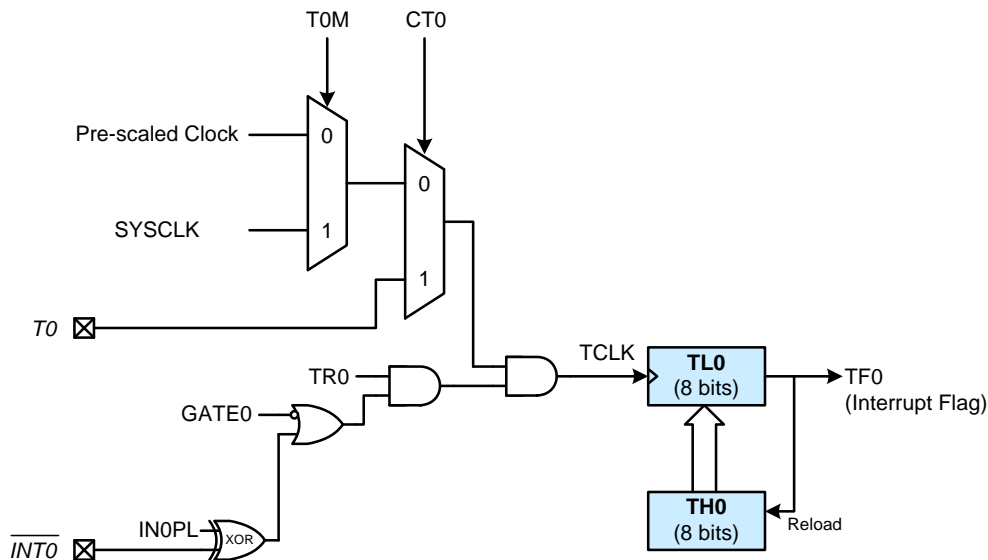 T0M
CT0
Pre-scaled Clock
0
0
SYSCLK
1
1
T0
TCLK
TL0
(8 bits)
TF0
(Interrupt Flag)
TR0
GATE0
IN0PL
XOR
INT0
TH0
(8 bits)
Reload